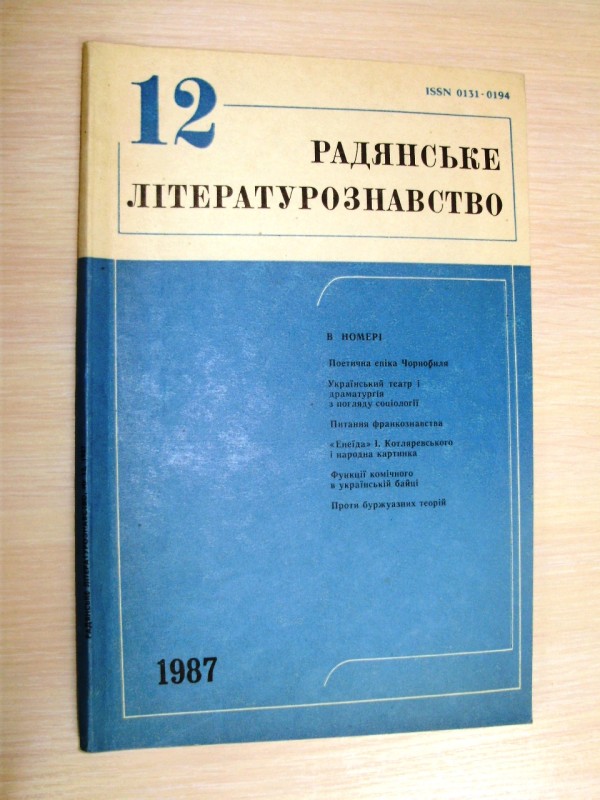 12
ISSN 0131-0194
РАДЯНСЬКЕ
ЛІТЕРАТУРОЗНАВСТВО
В НОМЕРІ
Поетична епіка Чорнобиля
Український театр і
драматургія
з погляду соціології
Питання франкознавства
«Енеїда» І. Котляревського
і народна картинка
Функції комічного
в українській байці
Проти буржуазних теорій
1987